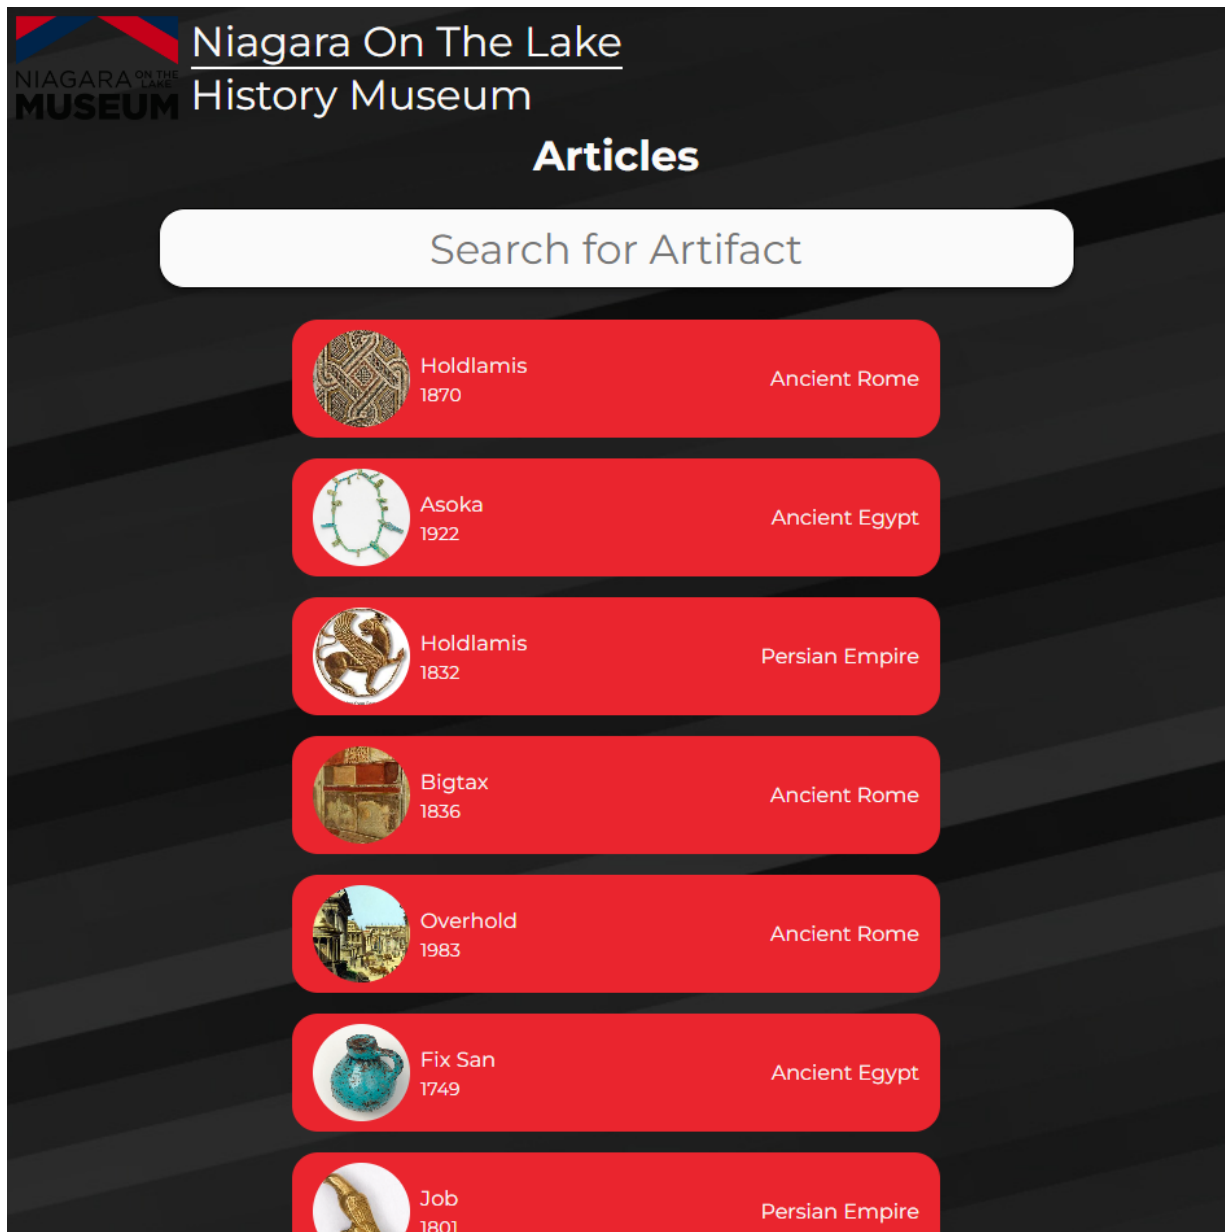 NIAGARA ON THE LAKE
MUSEUM
Niagara On The Lake
History Museum
Articles
Search for Artifact
Holdlamis
1870
Ancient Rome
Asoka
1922
Ancient Egypt
Holdlamis
1832
Persian Empire
Bigtax
1836
Ancient Rome
Overhold
1983
Ancient Rome
Fix San
1749
Ancient Egypt
Job
1801
Persian Empire